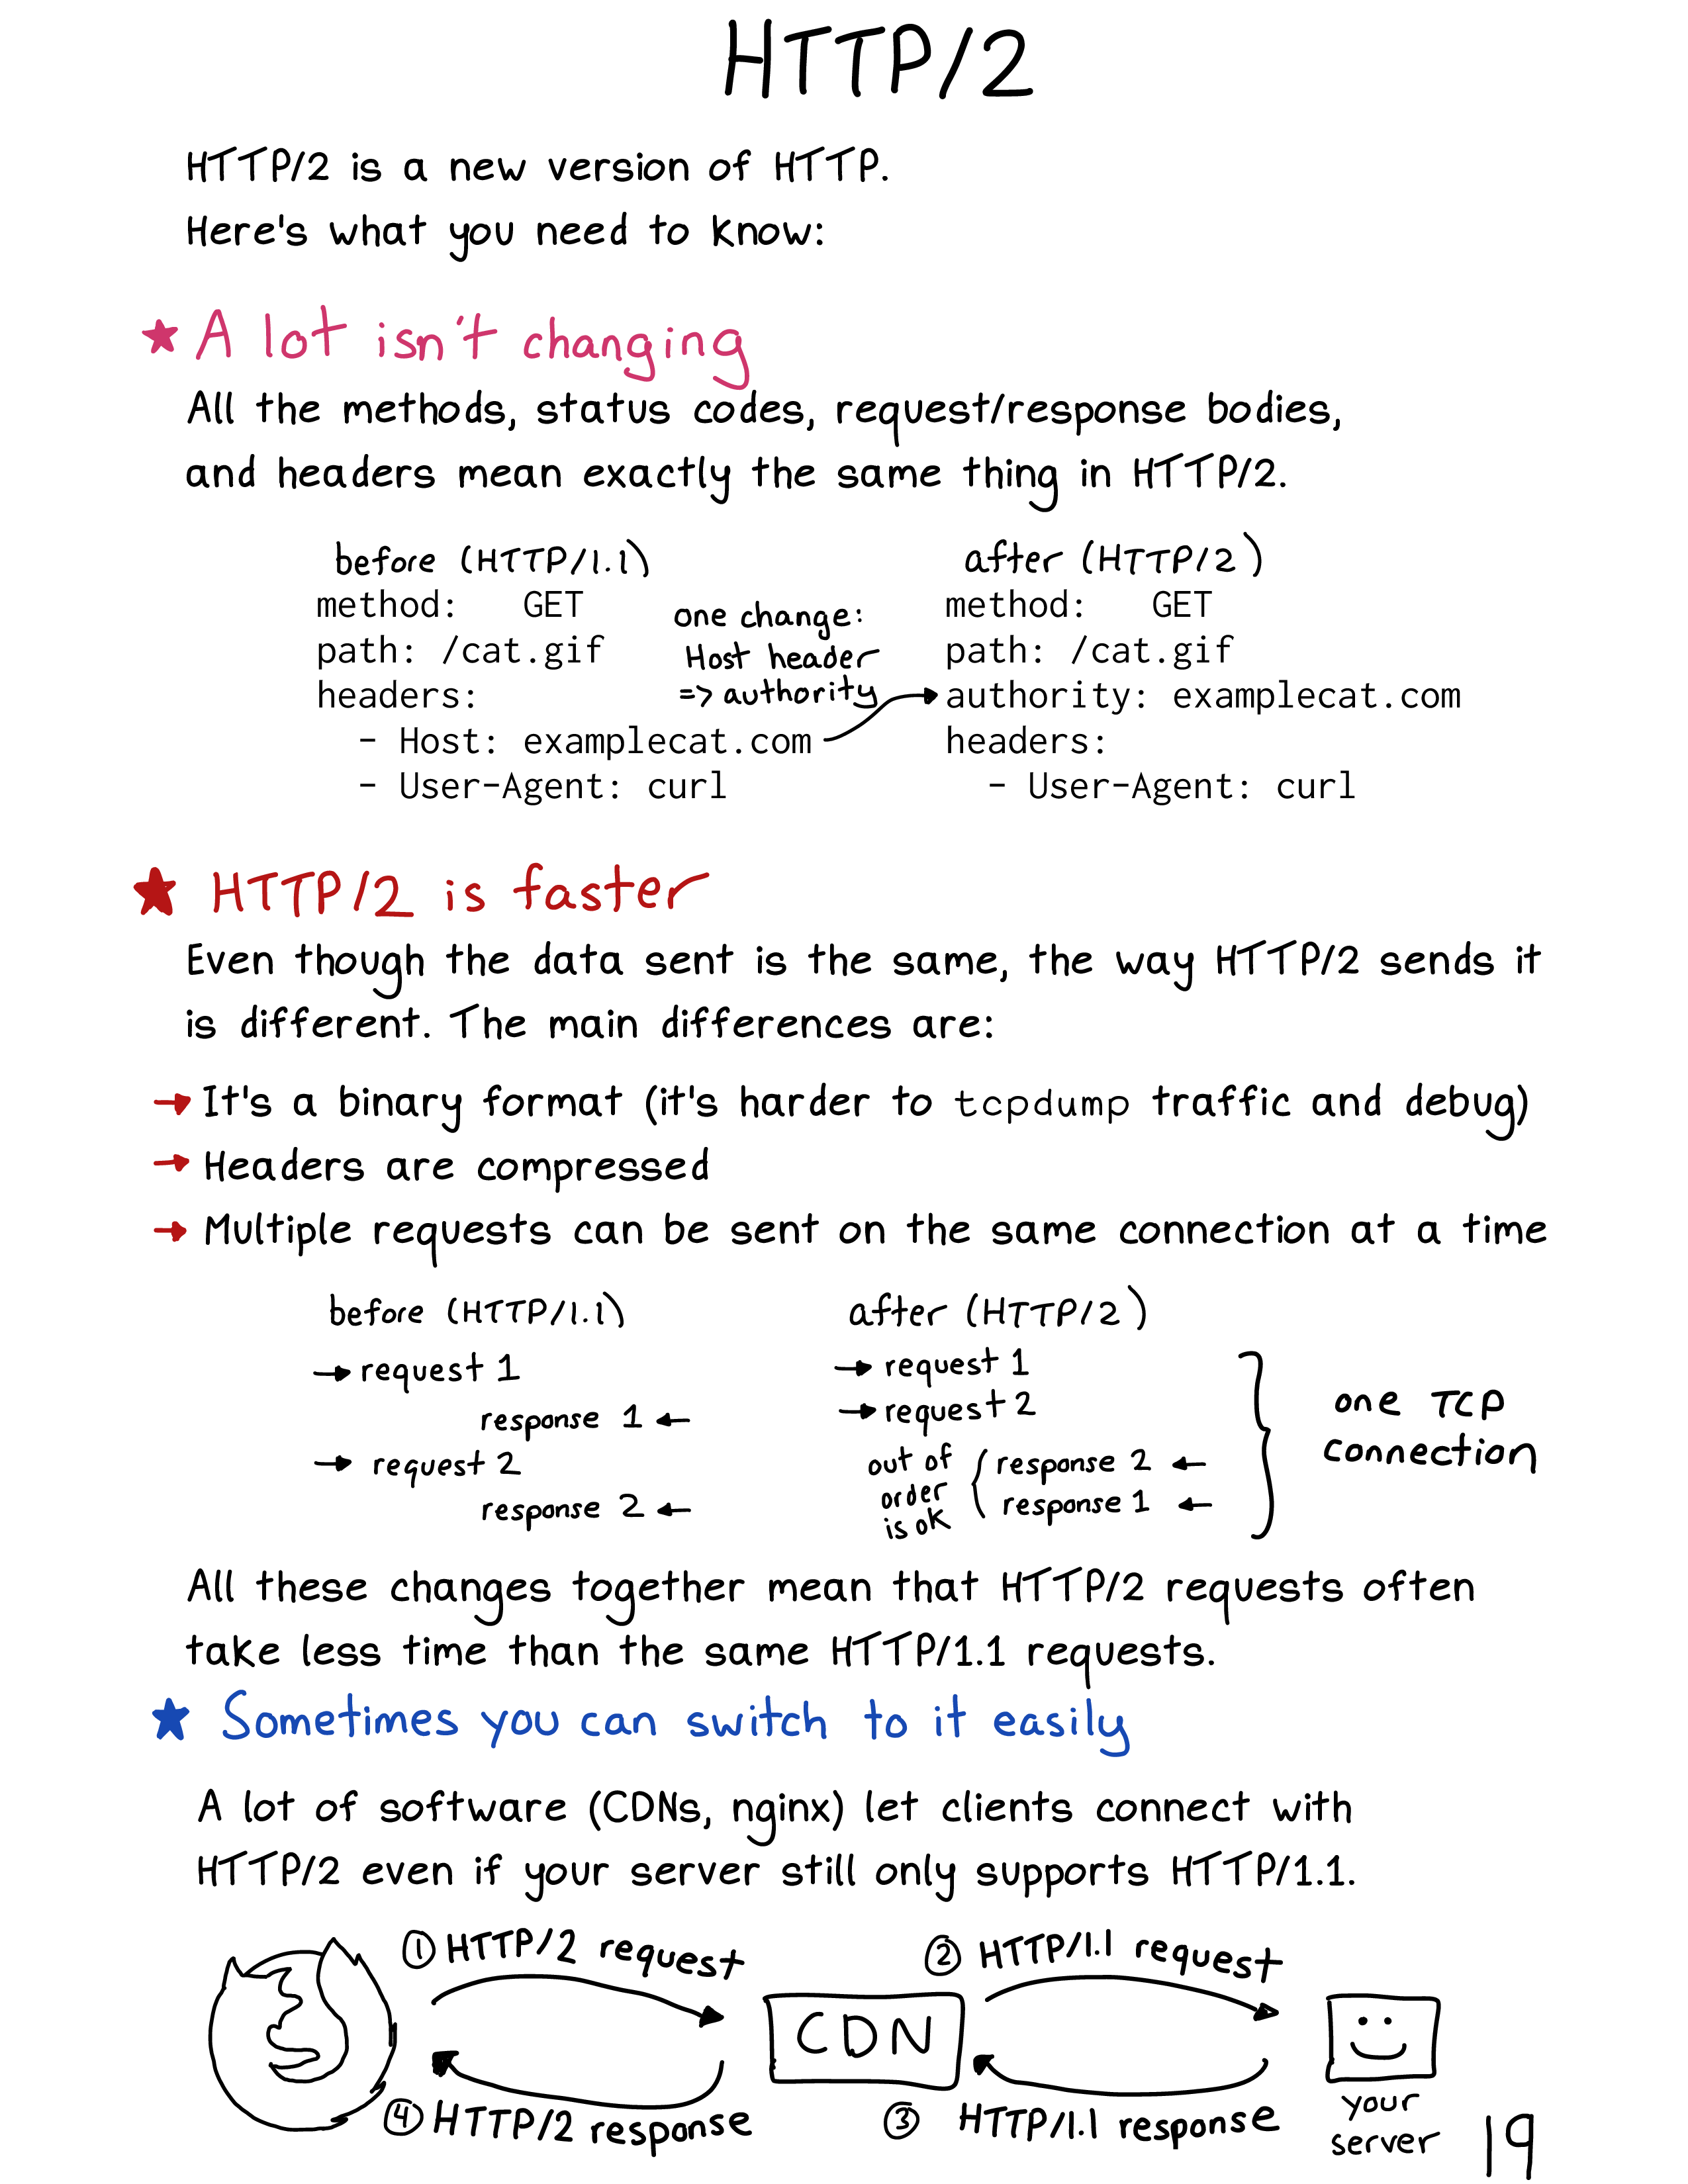 HTTP/2
HTTP/2 is a new version of HTTP.
Here's what you need to know:
★ A lot isn't changing
All the methods, status codes, request/response bodies,
and headers mean exactly the same thing in HTTP/2.
before (HTTP/1.1)
method: GET
path: /cat.gif
headers:
- Host: examplecat.com
- User-Agent: curl
one change:
Host header
=> authority
after (HTTP/2)
method: GET
path: /cat.gif
authority: examplecat.com
headers:
- User-Agent: curl
★ HTTP/2 is faster
Even though the data sent is the same, the way HTTP/2 sends it
is different. The main differences are:
→ It's a binary format (it's harder to tcpdump traffic and debug)
→ Headers are compressed
→ Multiple requests can be sent on the same connection at a time
before (HTTP/1.1)
→ request 1
response 1 ←
→ request 2
response 2 ←
after (HTTP/2)
→ request 1
→ request 2
out of
order
is ok
response 2 ←
response 1 ←
one TCP
connection
All these changes together mean that HTTP/2 requests often
take less time than the same HTTP/1.1 requests.
★ Sometimes you can switch to it easily
A lot of software (CDNs, nginx) let clients connect with
HTTP/2 even if your server still only supports HTTP/1.1.
① HTTP/2 request
② HTTP/1.1 request
CDN
④ HTTP/2 response
③ HTTP/1.1 response
your
server
19